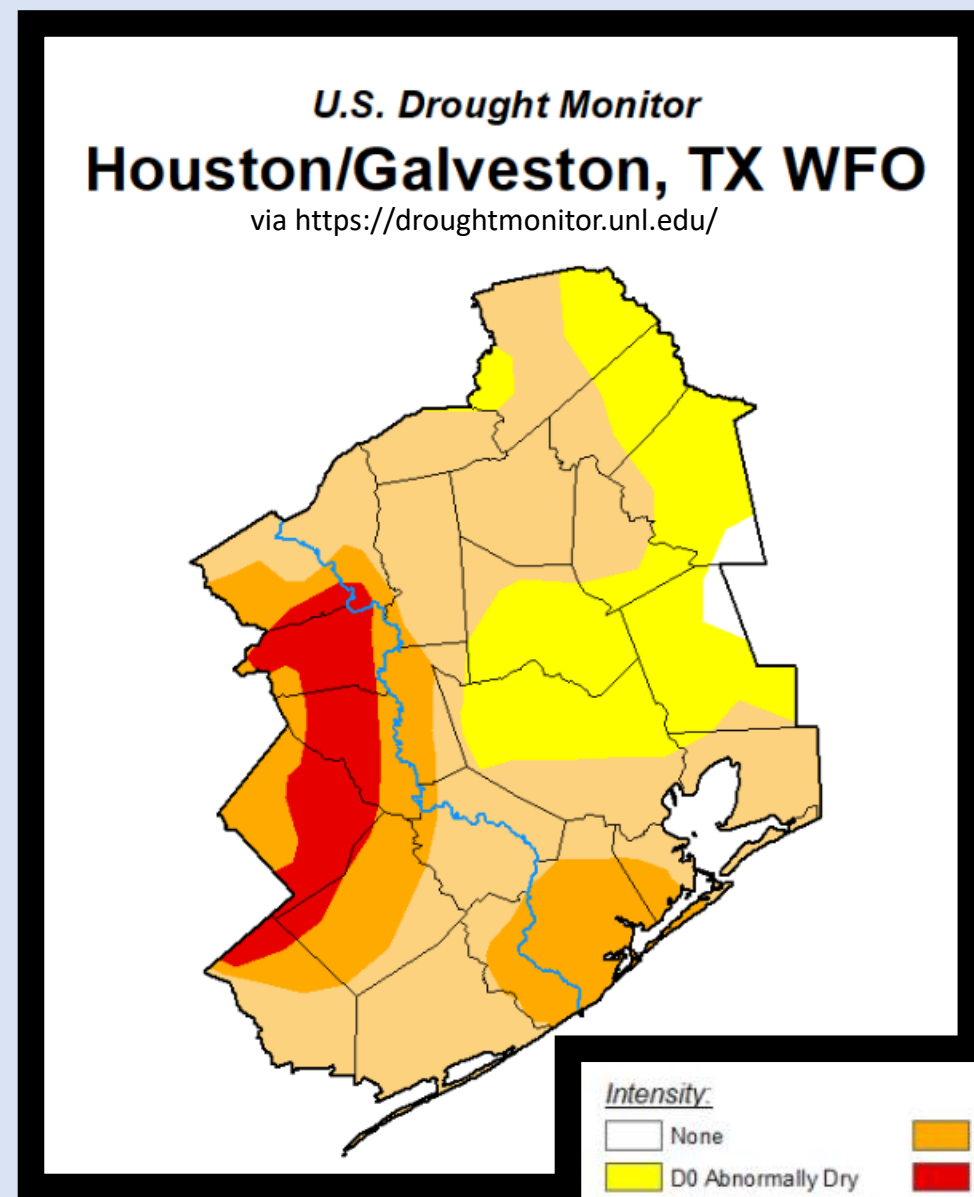 U.S. Drought Monitor
Houston/Galveston, TX WFO
via https://droughtmonitor.unl.edu/
Intensity:
None
D0 Abnormally Dry